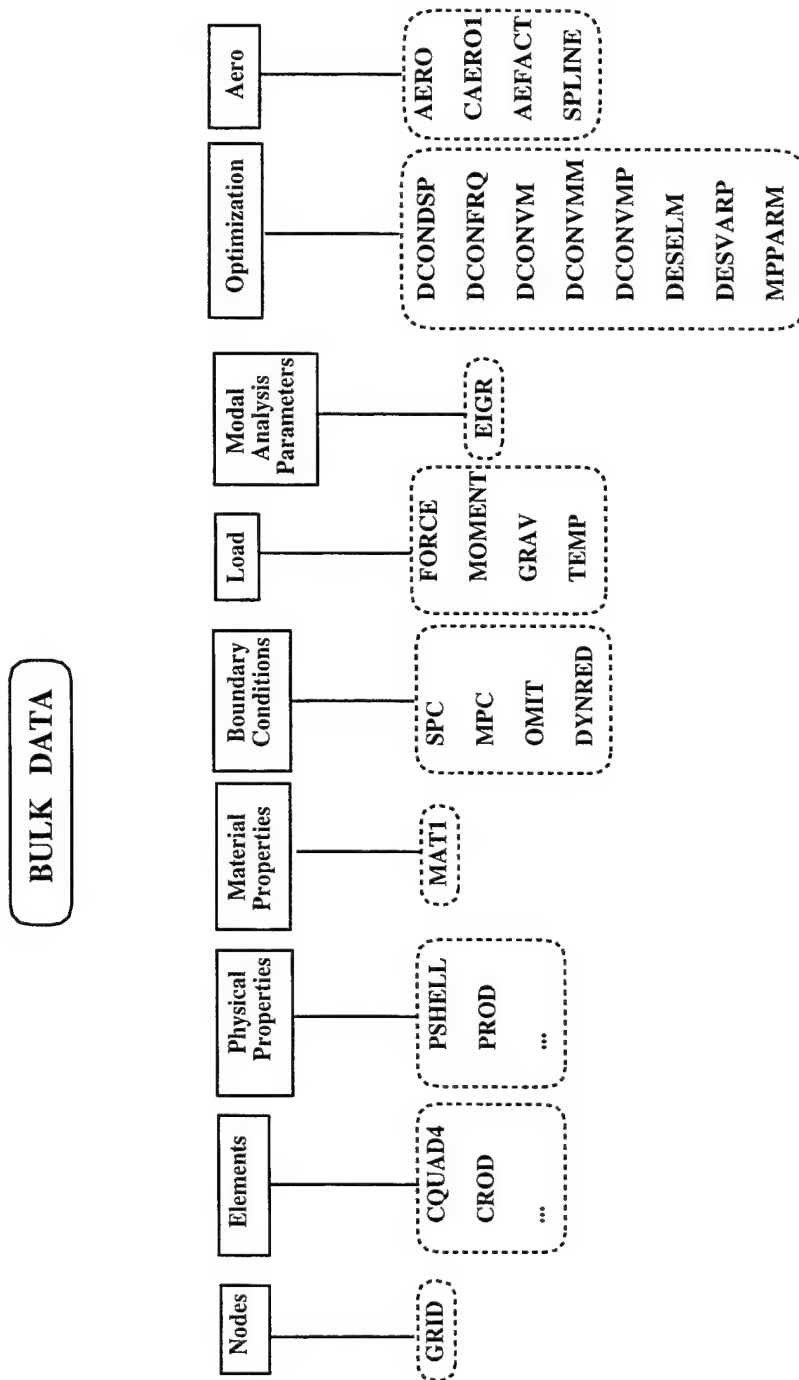 BULK DATA
Nodes
GRID
Elements
CQUAD4
CROD
...
Physical
Properties
PSHELL
PROD
...
Material
Properties
MAT1
Boundary
Conditions
SPC
MPC
OMIT
DYNRED
Load
FORCE
MOMENT
GRAV
TEMP
Modal
Analysis
Parameters
EIGR
Optimization
DCONDSP
DCONFRQ
DCONVM
DCONVMM
DCONVMP
DESELM
DESVARP
MPPARM
Aero
AERO
CAERO1
AEFACT
SPLINE